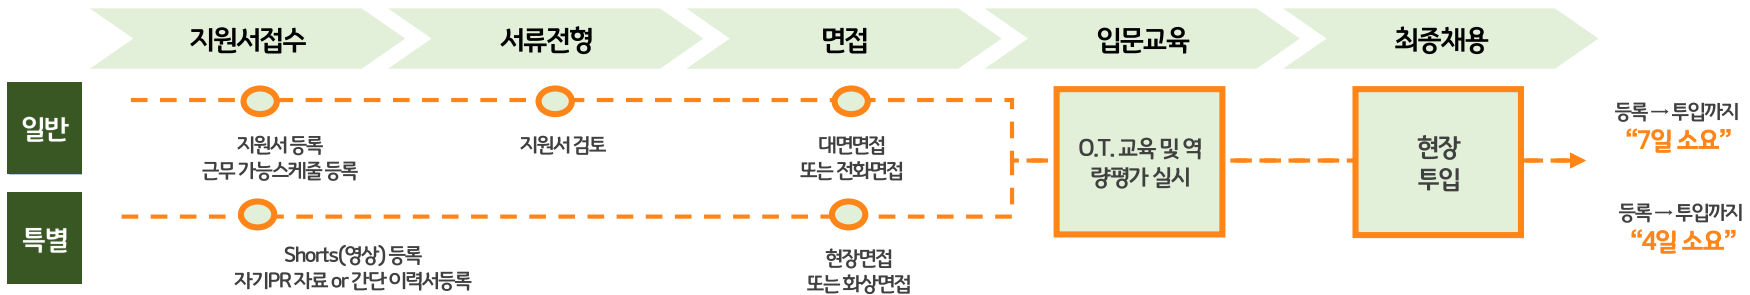 지원서접수
서류전형
면접
입문교육
최종채용
일반
지원서 등록
근무 가능스케줄 등록
지원서 검토
대면면접
또는 전화면접
O.T. 교육 및 역
량평가 실시
현장
투입
등록 → 투입까지
“7일 소요”
특별
Shorts(영상) 등록
자기PR 자료 or 간단 이력서등록
현장면접
또는 화상면접
등록 → 투입까지
“4일 소요”